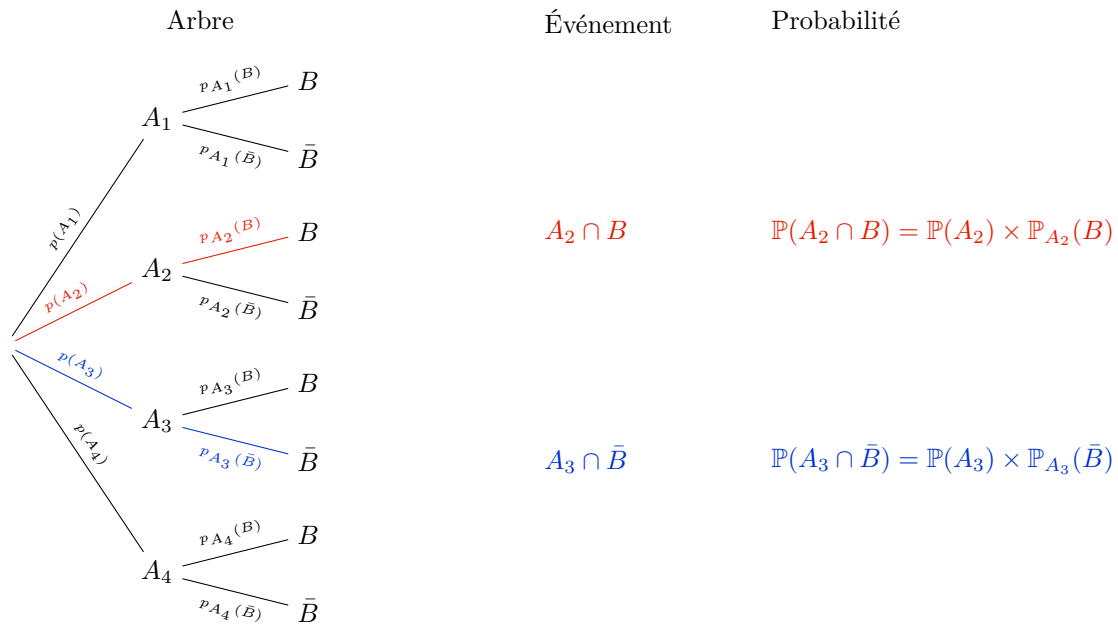 Arbre Événement Probabilité
p_{A_1}(B) B
A_1
p_{A_1}(\bar{B}) \bar{B}
p(A_1)
p_{A_2}(B) B A_2 ∩ B ℙ(A_2 ∩ B) = ℙ(A_2) × ℙ_{A_2}(B)
A_2
p(A_2)
p_{A_2}(\bar{B}) \bar{B}
p(A_3)
p_{A_3}(B) B
A_3
p(A_4)
p_{A_3}(\bar{B}) \bar{B} A_3 ∩ \bar{B} ℙ(A_3 ∩ \bar{B}) = ℙ(A_3) × ℙ_{A_3}(\bar{B})
p_{A_4}(B) B
A_4
p_{A_4}(\bar{B}) \bar{B}